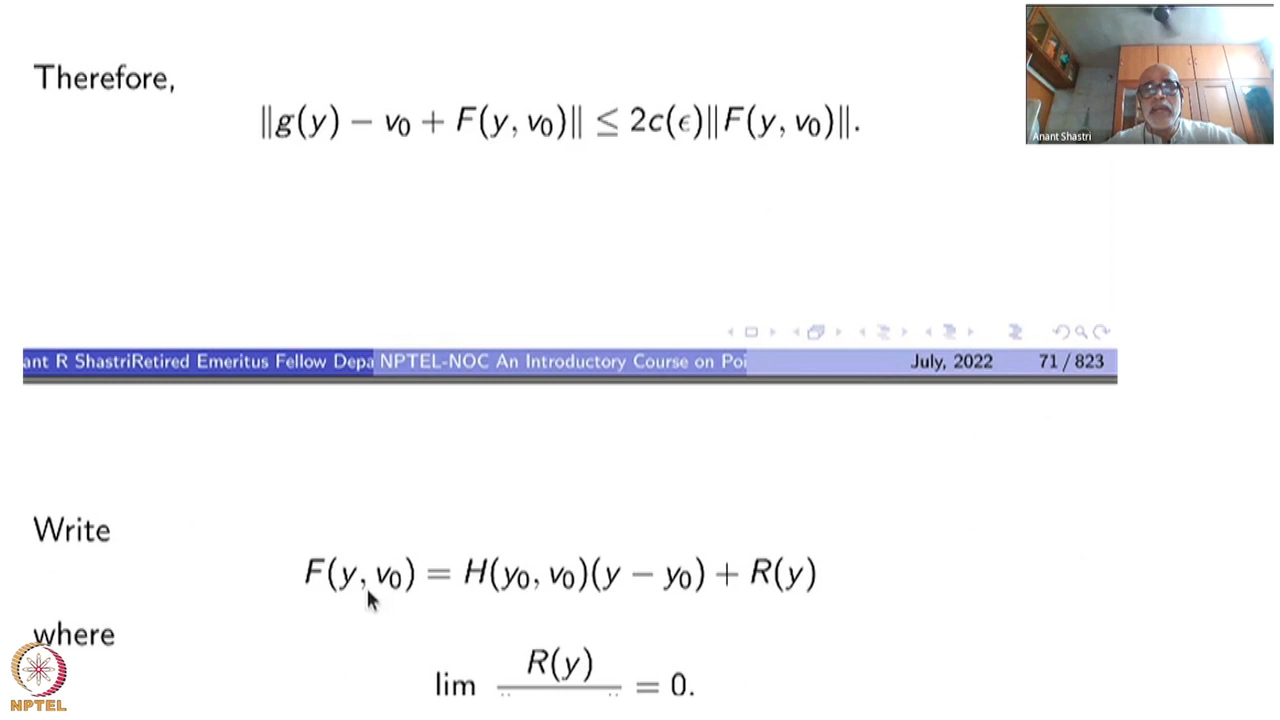 Therefore,
‖g(y) − v₀ + F(y, v₀)‖ ≤ 2c(ϵ)‖F(y, v₀)‖.
Anant Shastri
ant R ShastriRetired Emeritus Fellow Depa NPTEL-NOC An Introductory Course on Poi July, 2022 71 / 823
Write
F(y, v₀) = H(y₀, v₀)(y − y₀) + R(y)
where
lim R(y) = 0.
NPTEL